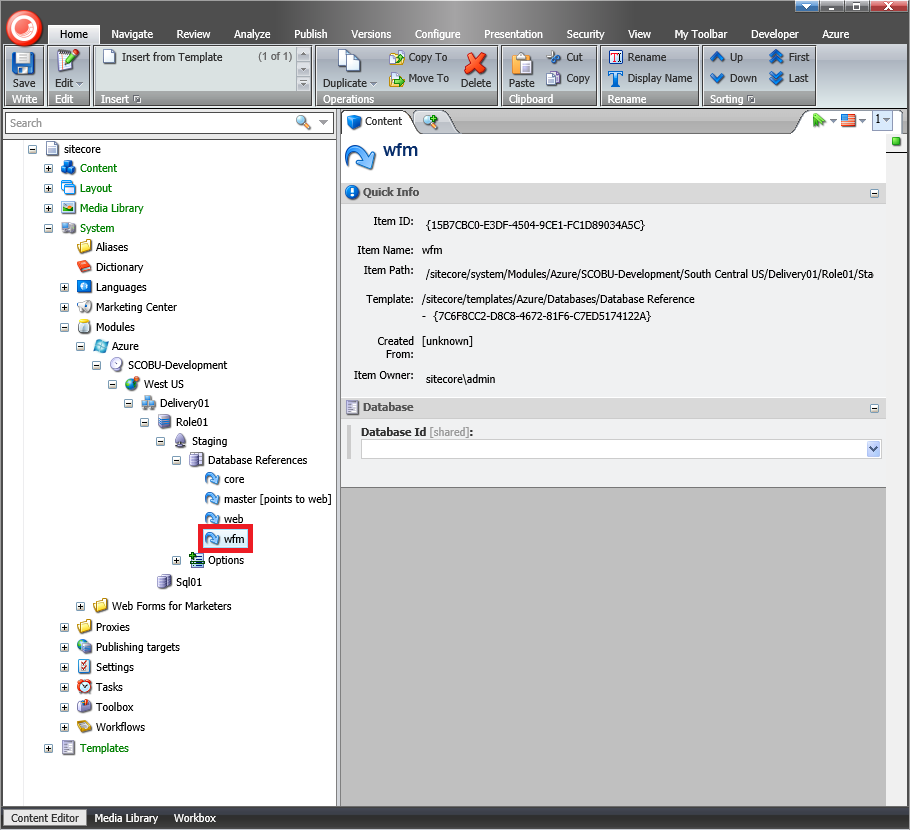 Home Navigate Review Analyze Publish Versions Configure Presentation Security View My Toolbar Developer Azure
Save
Write
Edit
Edit
Insert from Template (1 of 1)
Insert
Duplicate
Copy To
Move To
Delete
Operations
Paste
Cut
Copy
Clipboard
Rename
Display Name
Rename
Up
Down
First
Last
Sorting
Search
sitecore
Content
Layout
Media Library
System
Aliases
Dictionary
Languages
Marketing Center
Modules
Azure
SCOBU-Development
West US
Delivery01
Role01
Staging
Database References
core
master [points to web]
web
wfm
Options
Sql01
Web Forms for Marketers
Proxies
Publishing targets
Settings
Tasks
Toolbox
Workflows
Templates
Content
1
wfm
Quick Info
Item ID: {15B7CBC0-E3DF-4504-9CE1-FC1D89034A5C}
Item Name: wfm
Item Path: /sitecore/system/Modules/Azure/SCOBU-Development/South Central US/Delivery01/Role01/Sta
Template: /sitecore/templates/Azure/Databases/Database Reference
- {7C6F8CC2-D8C8-4672-81F6-C7ED5174122A}
Created [unknown]
From:
Item Owner: sitecore\admin
Database
Database Id [shared]:
Content Editor Media Library Workbox